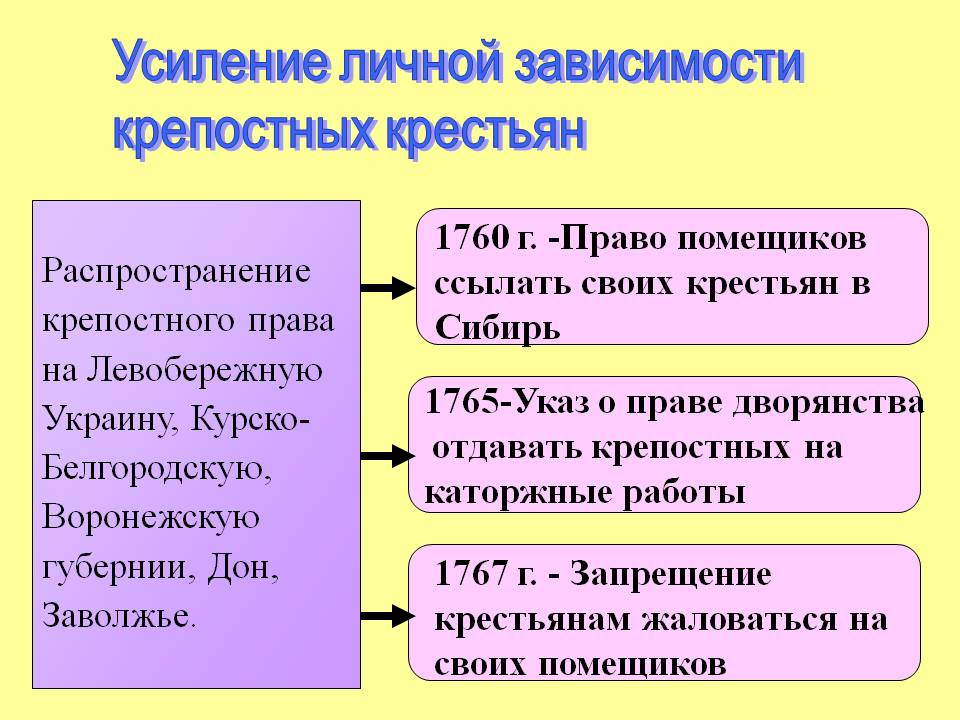 Усиление личной зависимости
крепостных крестьян
Распространение
крепостного права
на Левобережную
Украину, Курско-
Белгородскую,
Воронежскую
губернии, Дон,
Заволжье.
1760 г. -Право помещиков
ссылать своих крестьян в
Сибирь
1765-Указ о праве дворянства
отдавать крепостных на
каторжные работы
1767 г. - Запрещение
крестьянам жаловаться на
своих помещиков